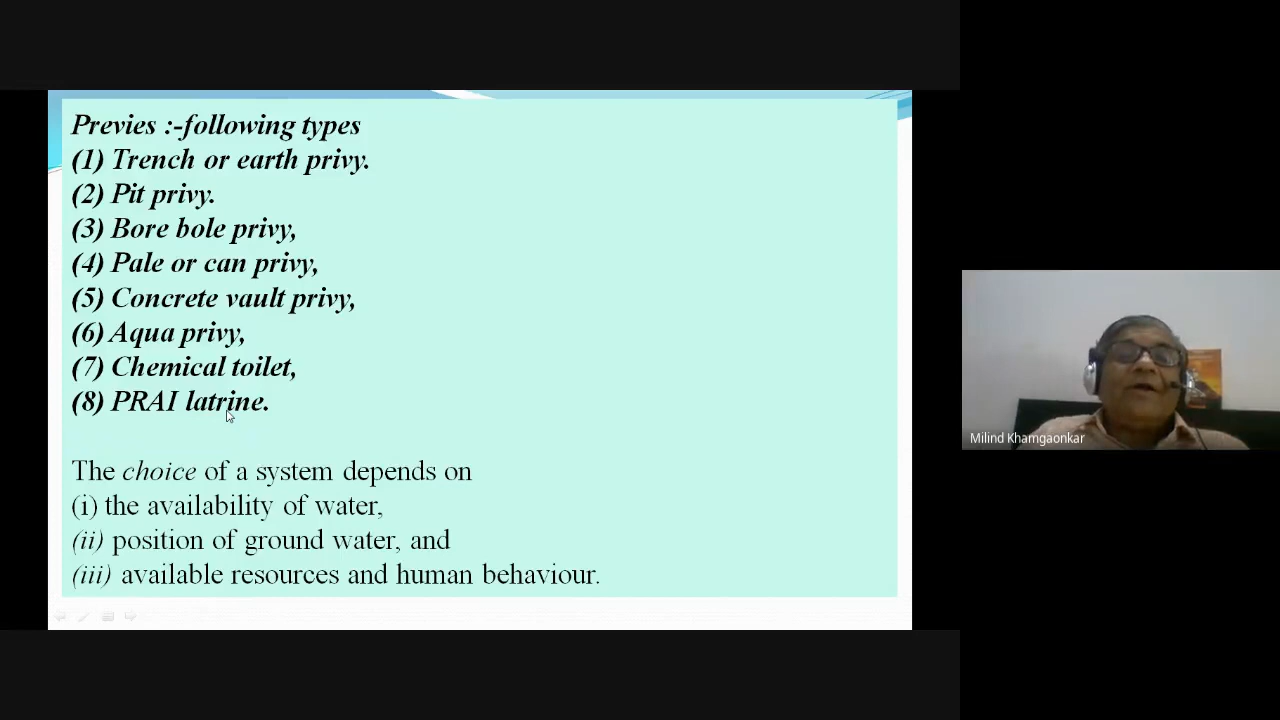 Previes :-following types
(1) Trench or earth privy.
(2) Pit privy.
(3) Bore bole privy,
(4) Pale or can privy,
(5) Concrete vault privy,
(6) Aqua privy,
(7) Chemical toilet,
(8) PRAI latrine.
The choice of a system depends on
(i) the availability of water,
(ii) position of ground water, and
(iii) available resources and human behaviour.
Milind Khamgaonkar